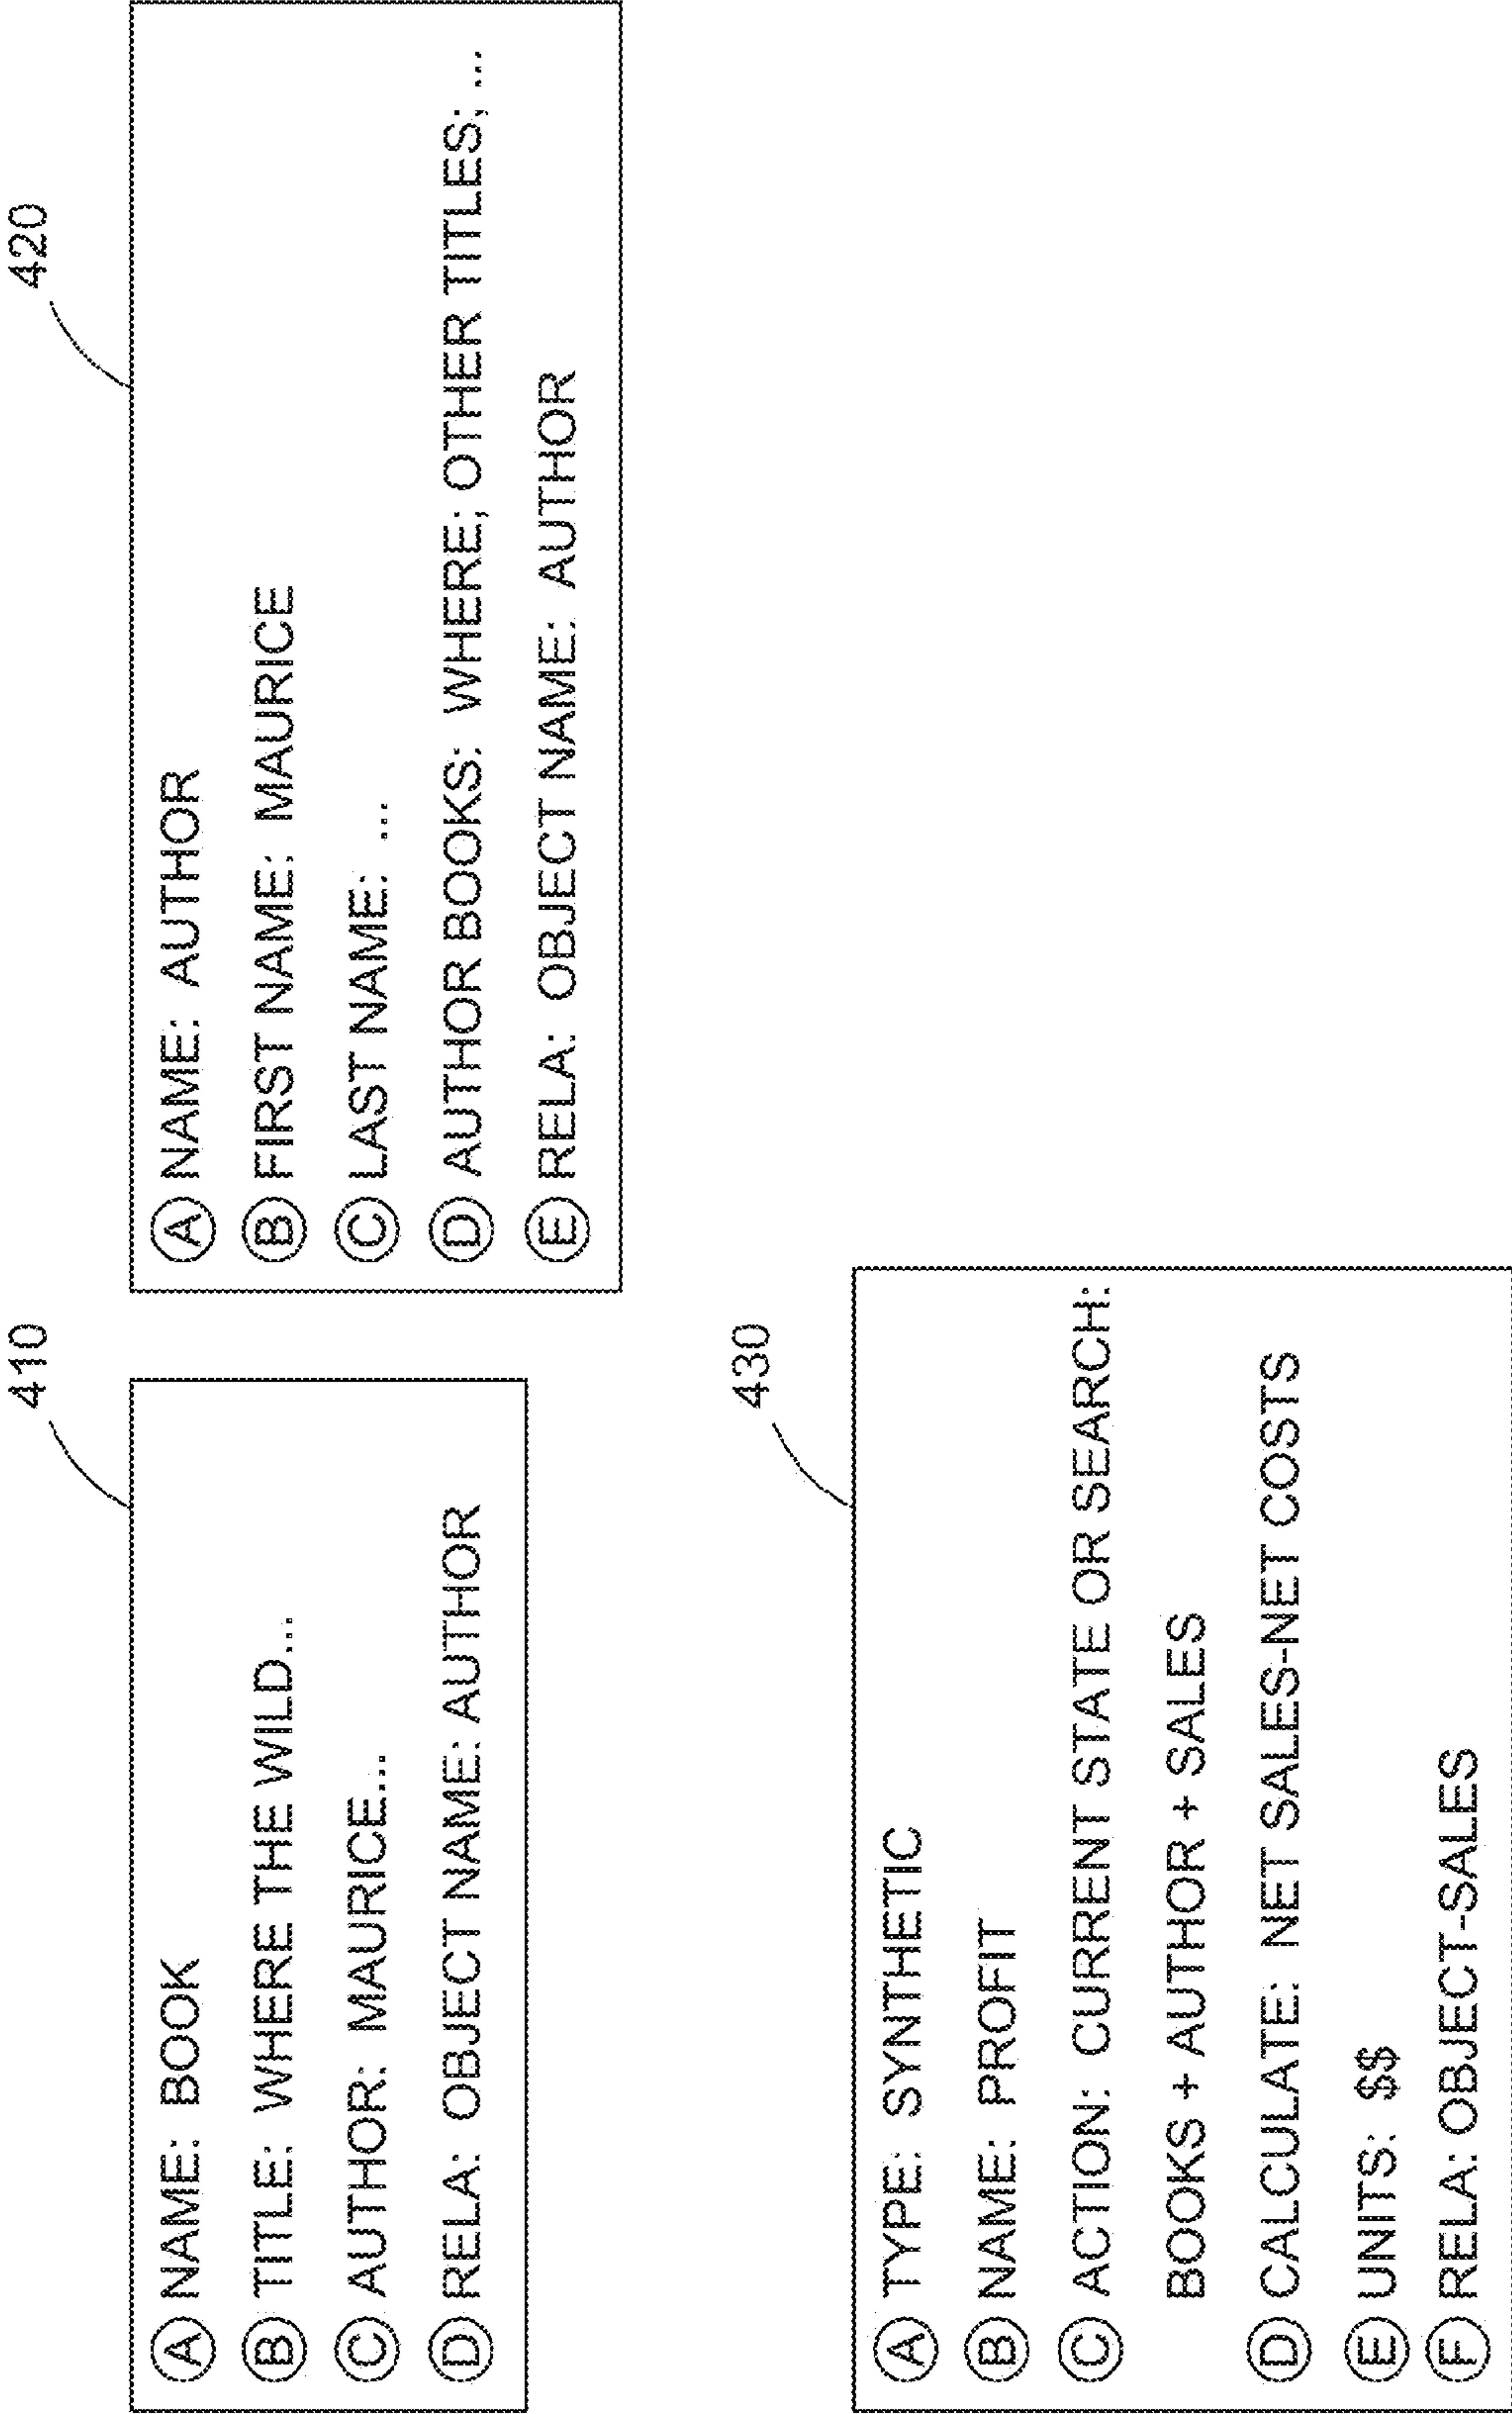 410
Ⓐ NAME: BOOK
Ⓑ TITLE: WHERE THE WILD...
Ⓒ AUTHOR: MAURICE...
Ⓓ RELA: OBJECT NAME: AUTHOR
420
Ⓐ NAME: AUTHOR
Ⓑ FIRST NAME: MAURICE
Ⓒ LAST NAME: ...
Ⓓ AUTHOR BOOKS: WHERE; OTHER TITLES; ...
Ⓔ RELA: OBJECT NAME: AUTHOR
430
Ⓐ TYPE: SYNTHETIC
Ⓑ NAME: PROFIT
Ⓒ ACTION: CURRENT STATE OR SEARCH:
BOOKS + AUTHOR + SALES
Ⓓ CALCULATE: NET SALES-NET COSTS
Ⓔ UNITS: $$
Ⓕ RELA: OBJECT-SALES